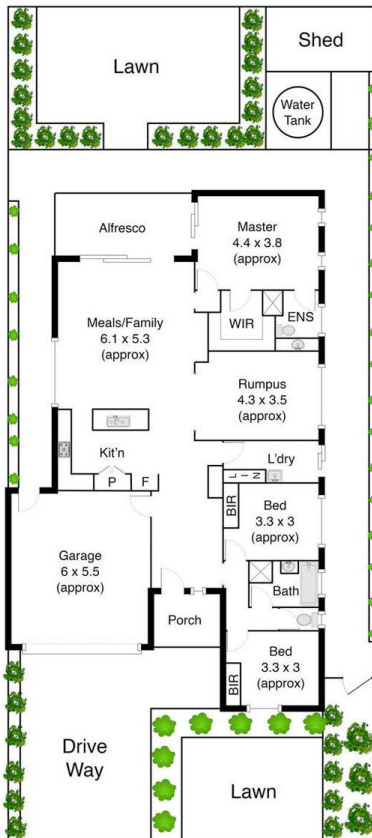 Lawn
Shed
Water
Tank
Alfresco
Master
4.4 x 3.8
(approx)
Meals/Family
6.1 x 5.3
(approx)
WIR
ENS
Rumpus
4.3 x 3.5
(approx)
Kit'n
P
F
L'dry
L I N
BIR
Bed
3.3 x 3
(approx)
Garage
6 x 5.5
(approx)
Bath
Porch
BIR
Bed
3.3 x 3
(approx)
Drive
Way
Lawn